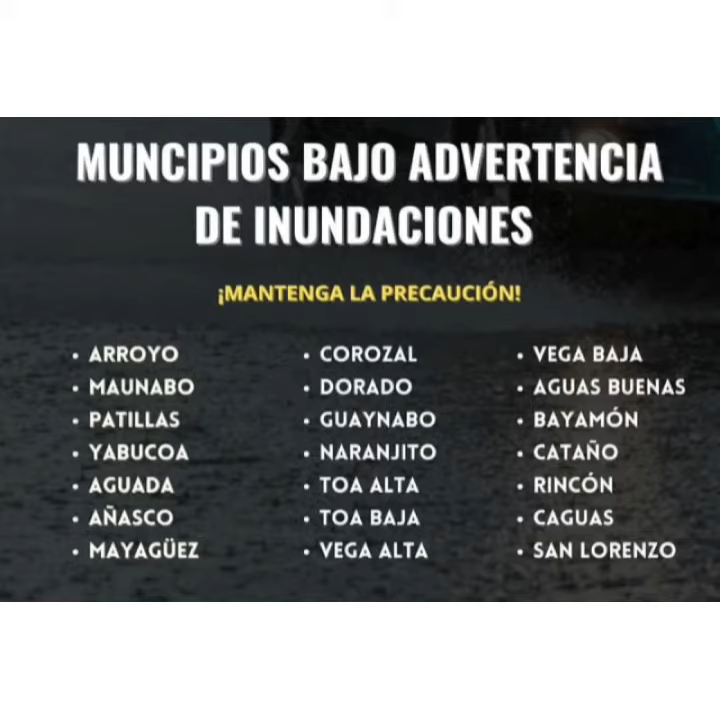 MUNCIPIOS BAJO ADVERTENCIA
DE INUNDACIONES
¡MANTENGA LA PRECAUCIÓN!
• ARROYO
• MAUNABO
• PATILLAS
• YABUCOA
• AGUADA
• AÑASCO
• MAYAGÜEZ
• COROZAL
• DORADO
• GUAYNABO
• NARANJITO
• TOA ALTA
• TOA BAJA
• VEGA ALTA
• VEGA BAJA
• AGUAS BUENAS
• BAYAMÓN
• CATAÑO
• RINCÓN
• CAGUAS
• SAN LORENZO